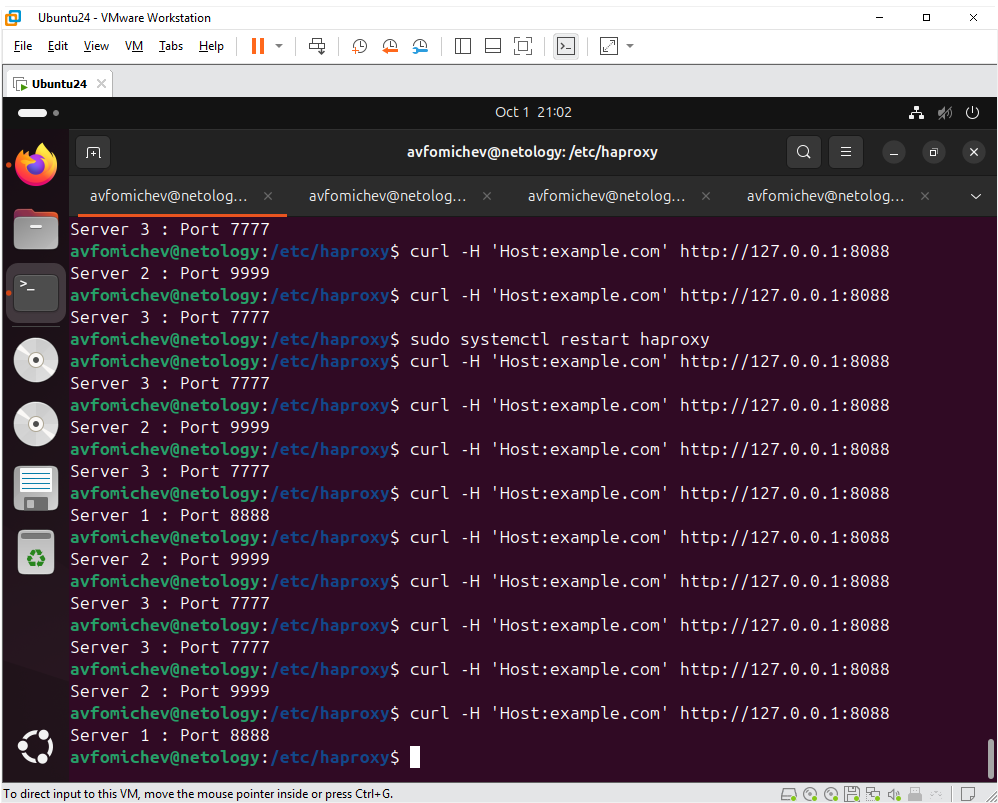 Ubuntu24 - VMware Workstation
File Edit View VM Tabs Help
Ubuntu24
Oct 1 21:02
avfomichev@netology: /etc/haproxy
avfomichev@netolog... avfomichev@netolog... avfomichev@netolog... avfomichev@netolog...
Server 3 : Port 7777
avfomichev@netology:/etc/haproxy$ curl -H 'Host:example.com' http://127.0.0.1:8088
Server 2 : Port 9999
avfomichev@netology:/etc/haproxy$ curl -H 'Host:example.com' http://127.0.0.1:8088
Server 3 : Port 7777
avfomichev@netology:/etc/haproxy$ sudo systemctl restart haproxy
avfomichev@netology:/etc/haproxy$ curl -H 'Host:example.com' http://127.0.0.1:8088
Server 3 : Port 7777
avfomichev@netology:/etc/haproxy$ curl -H 'Host:example.com' http://127.0.0.1:8088
Server 2 : Port 9999
avfomichev@netology:/etc/haproxy$ curl -H 'Host:example.com' http://127.0.0.1:8088
Server 3 : Port 7777
avfomichev@netology:/etc/haproxy$ curl -H 'Host:example.com' http://127.0.0.1:8088
Server 1 : Port 8888
avfomichev@netology:/etc/haproxy$ curl -H 'Host:example.com' http://127.0.0.1:8088
Server 2 : Port 9999
avfomichev@netology:/etc/haproxy$ curl -H 'Host:example.com' http://127.0.0.1:8088
Server 3 : Port 7777
avfomichev@netology:/etc/haproxy$ curl -H 'Host:example.com' http://127.0.0.1:8088
Server 3 : Port 7777
avfomichev@netology:/etc/haproxy$ curl -H 'Host:example.com' http://127.0.0.1:8088
Server 2 : Port 9999
avfomichev@netology:/etc/haproxy$ curl -H 'Host:example.com' http://127.0.0.1:8088
Server 1 : Port 8888
avfomichev@netology:/etc/haproxy$
To direct input to this VM, move the mouse pointer inside or press Ctrl+G.